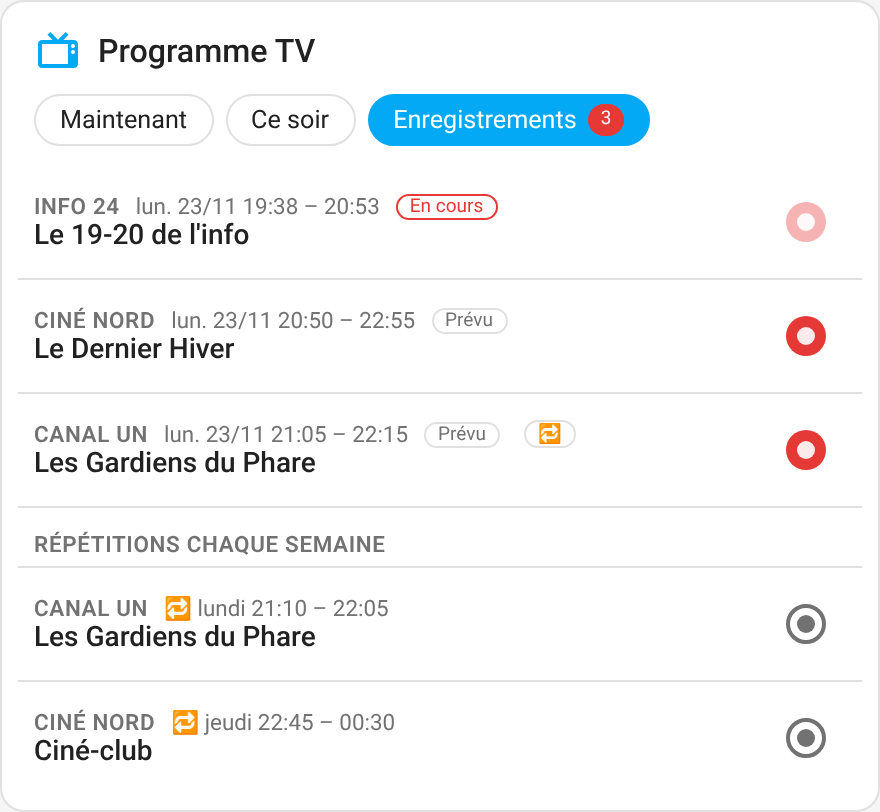 Programme TV
Maintenant Ce soir Enregistrements 3
INFO 24 lun. 23/11 19:38 – 20:53 En cours
Le 19-20 de l'info
CINÉ NORD lun. 23/11 20:50 – 22:55 Prévu
Le Dernier Hiver
CANAL UN lun. 23/11 21:05 – 22:15 Prévu 🔁
Les Gardiens du Phare
RÉPÉTITIONS CHAQUE SEMAINE
CANAL UN 🔁 lundi 21:10 – 22:05
Les Gardiens du Phare
CINÉ NORD 🔁 jeudi 22:45 – 00:30
Ciné-club